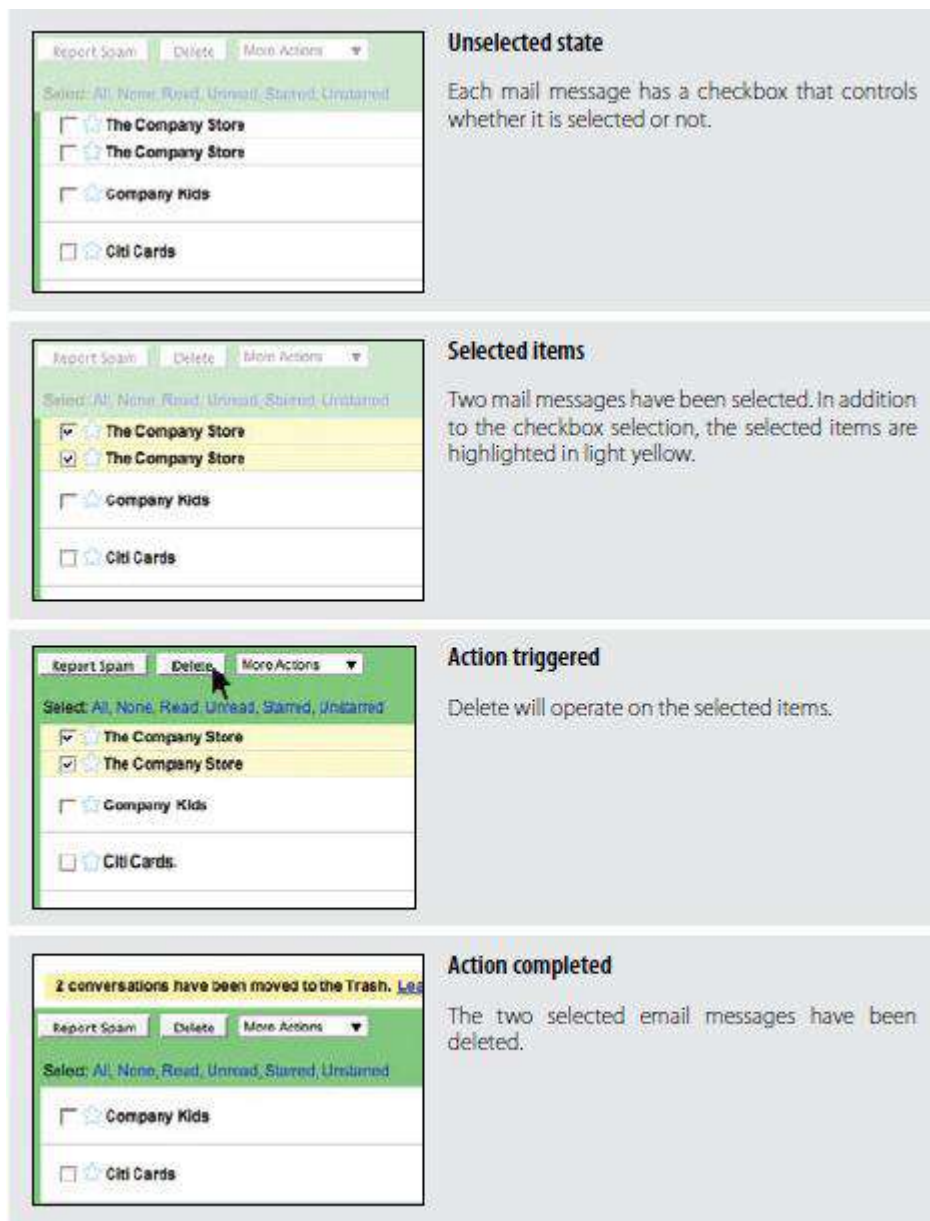 Report Spam Delete More Actions
Select: All, None, Read, Unread, Starred, Unstarred
The Company Store
The Company Store
Company Kids
Citi Cards
Unselected state
Each mail message has a checkbox that controls
whether it is selected or not.
Report Spam Delete More Actions
Select: All, None, Read, Unread, Starred, Unstarred
The Company Store
The Company Store
Company Kids
Citi Cards
Selected items
Two mail messages have been selected. In addition
to the checkbox selection, the selected items are
highlighted in light yellow.
Report Spam Delete More Actions
Select: All, None, Read, Unread, Starred, Unstarred
The Company Store
The Company Store
Company Kids
Citi Cards
Action triggered
Delete will operate on the selected items.
2 conversations have been moved to the Trash. Lea
Report Spam Delete More Actions
Select: All, None, Read, Unread, Starred, Unstarred
Company Kids
Citi Cards
Action completed
The two selected email messages have been
deleted.